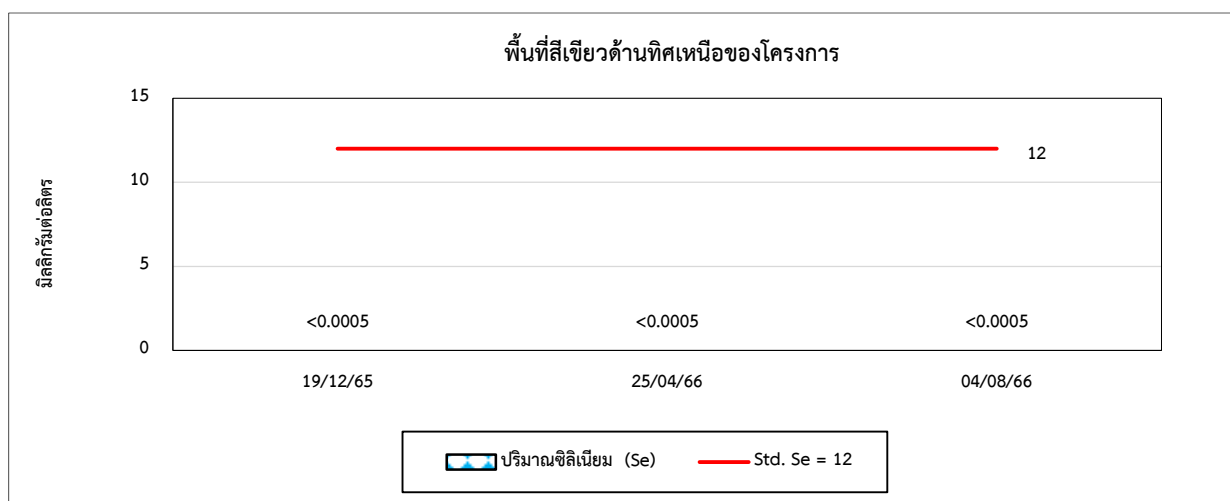 พื้นที่สีเขียวด้านทิศเหนือของโครงการ
มิลลิกรัมต่อลิตร
15
12
10
5
<0.0005 <0.0005 <0.0005
0
19/12/65 25/04/66 04/08/66
ปริมาณซิลิเนียม (Se) Std. Se = 12